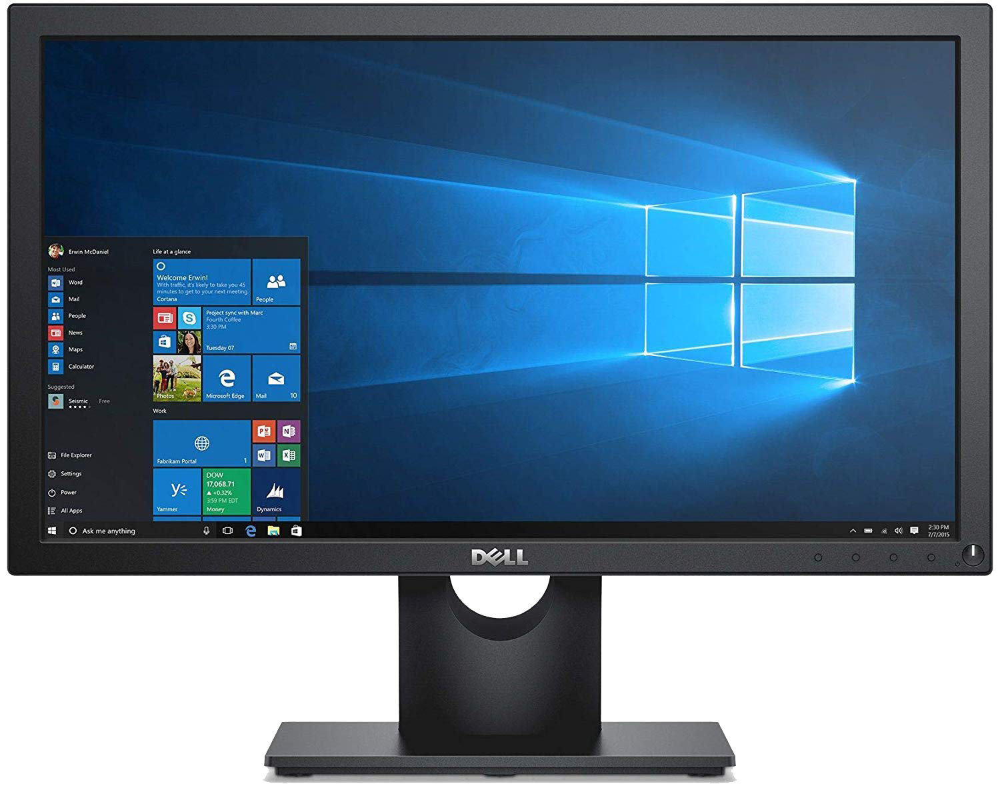 Erwin McDaniel
Most Used
Word
Mail
People
News
Maps
Calculator
Suggested
Seismic Free
File Explorer
Settings
Power
All Apps
Life at a glance
Welcome Erwin!
With traffic, it's likely to take you 45
minutes to get to your next meeting.
Cortana
People
Project sync with Marc
Fourth Coffee
3:30 PM
Tuesday 07
Photos
Microsoft Edge
Mail 10
Work
Fabrikam Portal 1
P
N
W
X
y
Yammer
DOW
17,068.71
▲ +0.32%
3:59 PM EDT
Money
Dynamics
Ask me anything
2:30 PM
7/7/2015
DELL